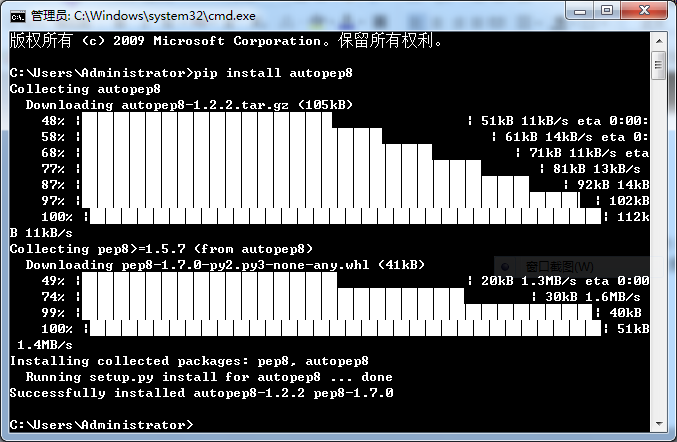 管理员: C:\Windows\system32\cmd.exe
版权所有 (c) 2009 Microsoft Corporation。保留所有权利。
C:\Users\Administrator>pip install autopep8
Collecting autopep8
Downloading autopep8-1.2.2.tar.gz (105kB)
48% | | 51kB 11kB/s eta 0:00:
58% | | 61kB 14kB/s eta 0:
68% | | 71kB 11kB/s eta
77% | | 81kB 13kB/s
87% | | 92kB 14kB
97% | | 102kB
100% | | 112k
B 11kB/s
Collecting pep8>=1.5.7 (from autopep8)
Downloading pep8-1.7.0-py2.py3-none-any.whl (41kB)
窗口截图(W)
49% | | 20kB 1.3MB/s eta 0:00
74% | | 30kB 1.6MB/s
99% | | 40kB
100% | | 51kB
1.4MB/s
Installing collected packages: pep8, autopep8
Running setup.py install for autopep8 ... done
Successfully installed autopep8-1.2.2 pep8-1.7.0
C:\Users\Administrator>